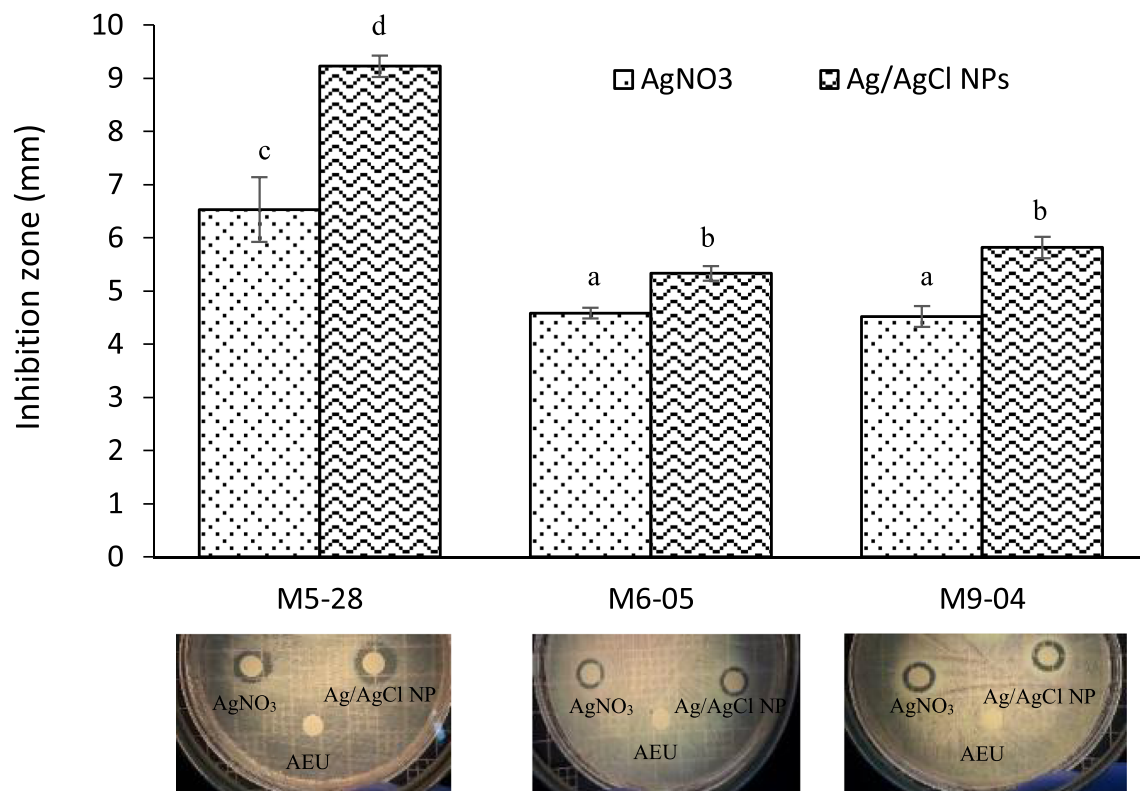 Inhibition zone (mm)
10
9
8
7
6
5
4
3
2
1
0
AgNO3
Ag/AgCl NPs
c
d
a
b
a
b
M5-28
M6-05
M9-04
AgNO₃
Ag/AgCl NP
AEU
AgNO₃
Ag/AgCl NP
AEU
AgNO₃
Ag/AgCl NP
AEU